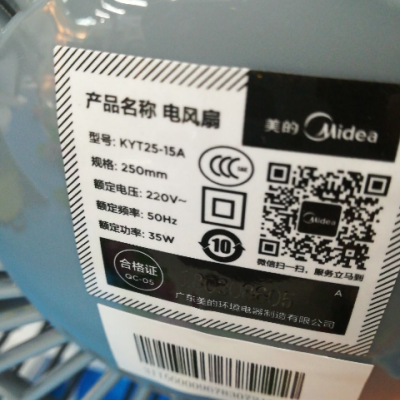 产品名称 电风扇
美的 Midea
型号: KYT25-15A
规格: 250mm
额定电压: 220V~
额定频率: 50Hz
额定功率: 35W
CCC
10
Midea
微信扫一扫，服务立马到
合格证
QC-05
A
广东美的环境电器制造有限公司